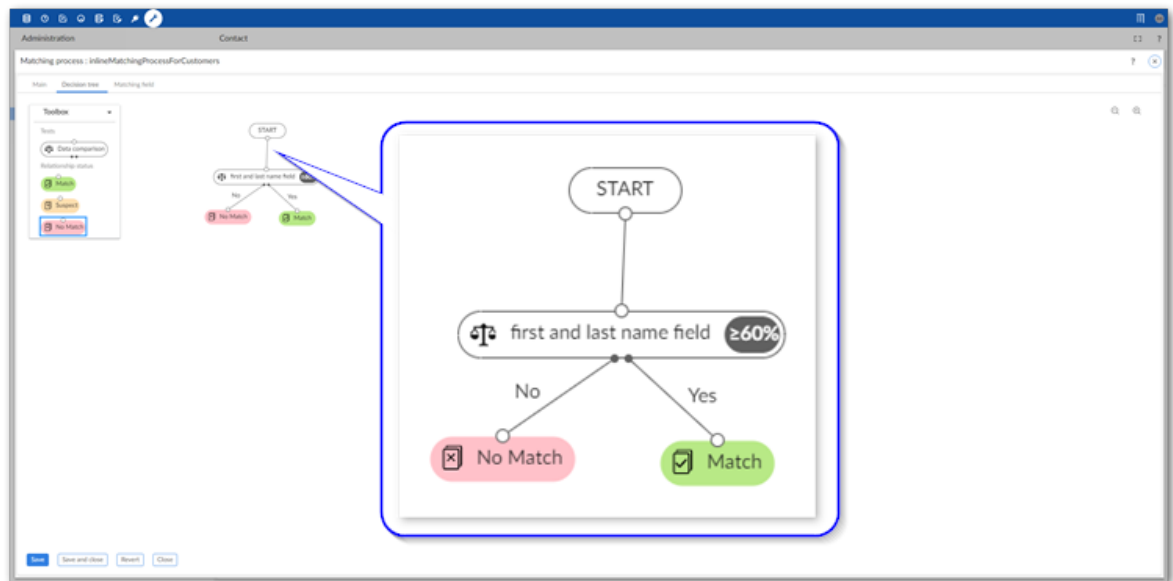 Administration
Contact
Matching process : inlineMatchingProcessForCustomers
?
Main
Decision tree
Matching field
Toolbox
Tests
Data comparison
Relationship status
Match
Suspect
No Match
START
first and last name field
No
Yes
No Match
Match
START
first and last name field ≥60%
No
Yes
No Match
Match
Save
Save and close
Revert
Close